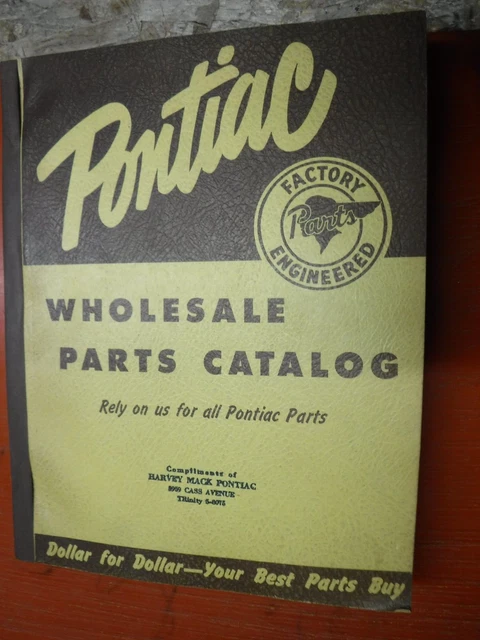 Pontiac
FACTORY
Parts
ENGINEERED
WHOLESALE
PARTS CATALOG
Rely on us for all Pontiac Parts
Compliments of
HARVEY MACK PONTIAC
CASS AVENUE
TRinity
Dollar for Dollar—Your Best Parts Buy